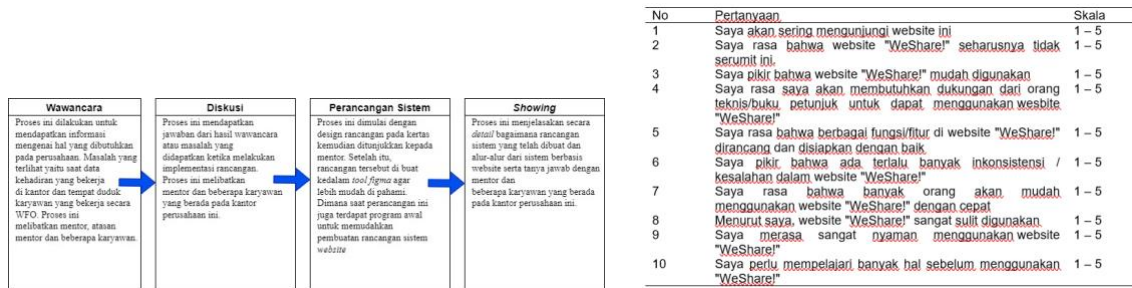 Wawancara
Proses ini dilakukan untuk
mendapatkan informasi
mengenai hal yang dibutuhkan
pada perusahaan. Masalah yang
terlihat yaitu saat data
kehadiran yang bekerja
di kantor dan tempat duduk
karyawan yang bekerja secara
WFO. Proses ini
melibatkan mentor, atasan
mentor dan beberapa karyawan.
Diskusi
Proses ini mendapatkan
jawaban dari hasil wawancara
atau masalah yang
didapatkan ketika melakukan
implementasi rancangan.
Proses ini melibatkan
mentor dan beberapa karyawan
yang berada pada kantor
perusahaan ini.
Perancangan Sistem
Proses ini dimulai dengan
design rancangan pada kertas
kemudian ditunjukkan kepada
mentor. Setelah itu,
rancangan tersebut di buat
kedalam tool figma agar
lebih mudah di pahami.
Dimana saat perancangan ini
juga terdapat program awal
untuk memudahkan
pembuatan rancangan sistem
website
Showing
Proses ini menjelasakan secara
detail bagaimana rancangan
sistem yang telah dibuat dan
alur-alur dari sistem berbasis
website serta tanya jawab dengan
mentor dan
beberapa karyawan yang berada
pada kantor perusahaan ini.
No Pertanyaan Skala
1 Saya akan sering mengunjungi website ini 1 – 5
2 Saya rasa bahwa website "WeShare!" seharusnya tidak 1 – 5
serumit ini.
3 Saya pikir bahwa website "WeShare!" mudah digunakan 1 – 5
4 Saya rasa saya akan membutuhkan dukungan dari orang 1 – 5
teknis/buku petunjuk untuk dapat menggunakan wesbite
"WeShare!"
5 Saya rasa bahwa berbagai fungsi/fitur di website "WeShare!" 1 – 5
dirancang dan disiapkan dengan baik
6 Saya pikir bahwa ada terlalu banyak inkonsistensi / 1 – 5
kesalahan dalam website "WeShare!"
7 Saya rasa bahwa banyak orang akan mudah 1 – 5
menggunakan website "WeShare!" dengan cepat
8 Menurut saya, website "WeShare!" sangat sulit digunakan 1 – 5
9 Saya merasa sangat nyaman menggunakan website 1 – 5
"WeShare!"
10 Saya perlu mempelajari banyak hal sebelum menggunakan 1 – 5
"WeShare!"